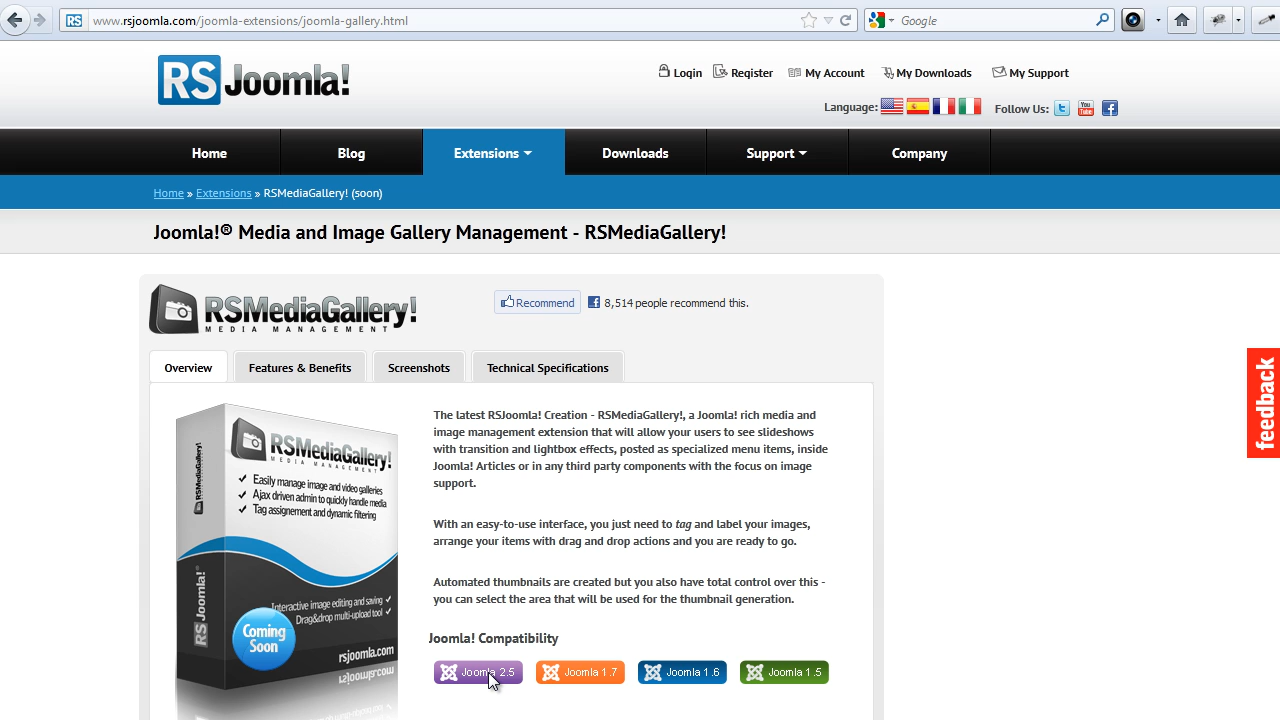 RS www.rsjoomla.com/joomla-extensions/joomla-gallery.html Google
RSJoomla!
Login Register My Account My Downloads My Support
Language: Follow Us:
Home Blog Extensions Downloads Support Company
Home » Extensions » RSMediaGallery! (soon)
Joomla!® Media and Image Gallery Management - RSMediaGallery!
RSMediaGallery!
MEDIA MANAGEMENT
Recommend 8,514 people recommend this.
Overview Features & Benefits Screenshots Technical Specifications
RSMediaGallery!
MEDIA MANAGEMENT
Easily manage image and video galleries
Ajax driven admin to quickly handle media
Tag assignement and dynamic filtering
RSMediaGallery!
RS Joomla!
Interactive image editing and saving
Drag&drop multi-upload tool
Coming
Soon
rsjoomla.com
The latest RSJoomla! Creation - RSMediaGallery!, a Joomla! rich media and
image management extension that will allow your users to see slideshows
with transition and lightbox effects, posted as specialized menu items, inside
Joomla! Articles or in any third party components with the focus on image
support.
With an easy-to-use interface, you just need to tag and label your images,
arrange your items with drag and drop actions and you are ready to go.
Automated thumbnails are created but you also have total control over this -
you can select the area that will be used for the thumbnail generation.
Joomla! Compatibility
Joomla 2.5 Joomla 1.7 Joomla 1.6 Joomla 1.5
feedback